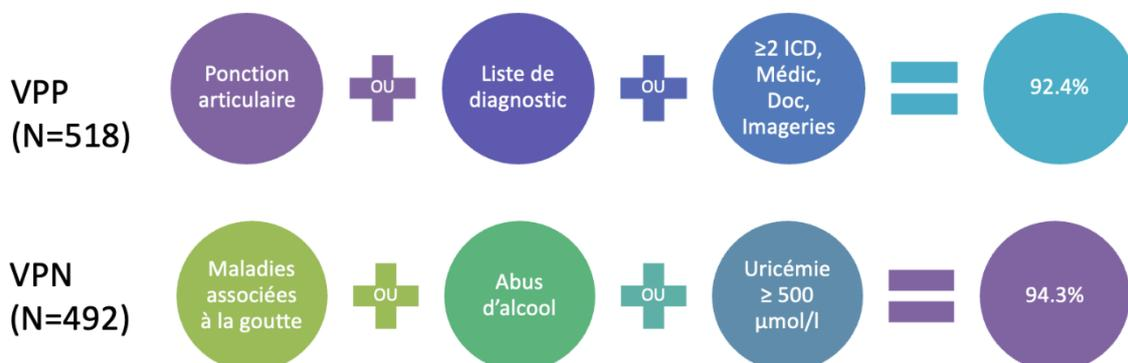 VPP
(N=518)
Ponction
articulaire
OU
Liste de
diagnostic
OU
≥2 ICD,
Médic,
Doc,
Imageries
92.4%
VPN
(N=492)
Maladies
associées
à la goutte
OU
Abus
d'alcool
OU
Uricémie
≥ 500
µmol/l
94.3%